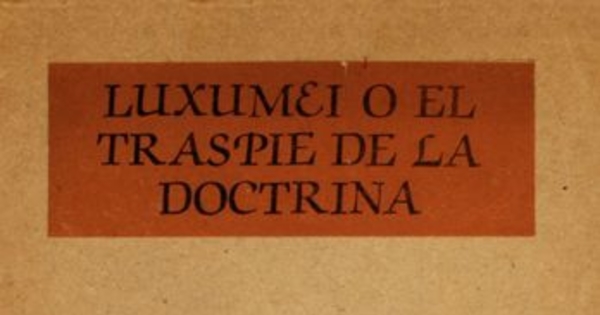 LUXUMEI O EL
TRASPIE DE LA
DOCTRINA